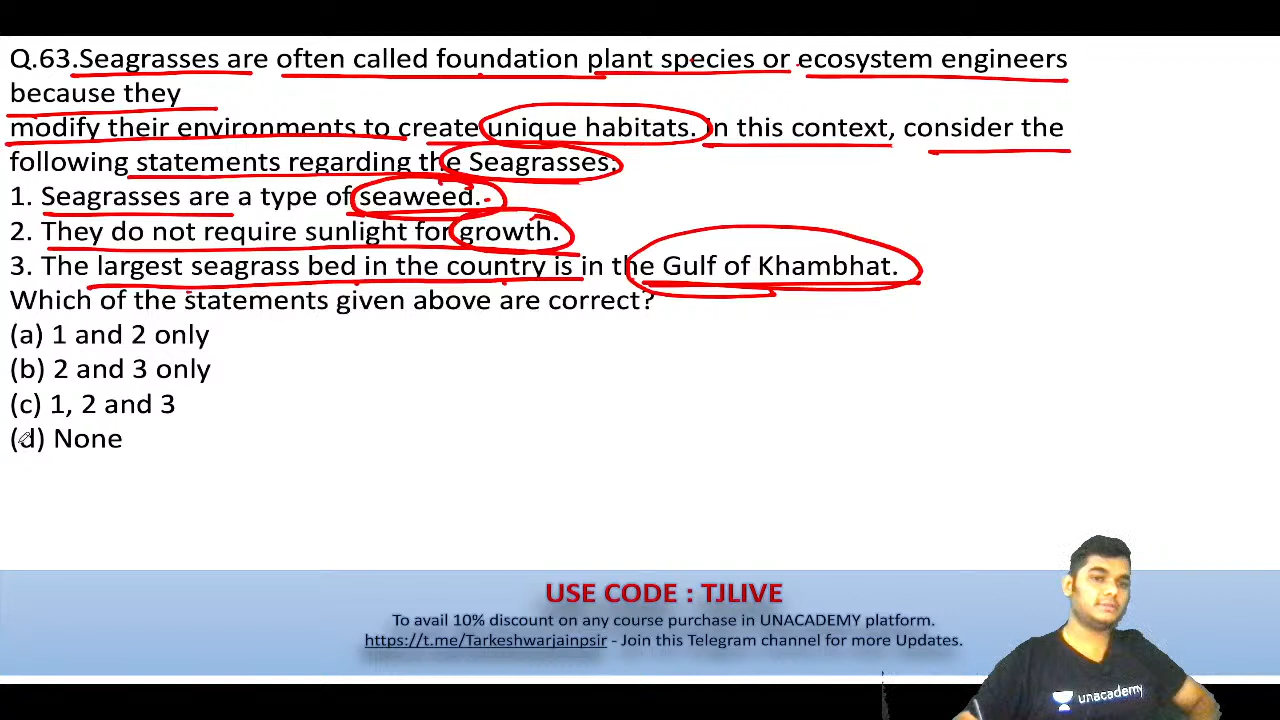 Q.63.Seagrasses are often called foundation plant species or ecosystem engineers
because they
modify their environments to create unique habitats. In this context, consider the
following statements regarding the Seagrasses:
1. Seagrasses are a type of seaweed.
2. They do not require sunlight for growth.
3. The largest seagrass bed in the country is in the Gulf of Khambhat.
Which of the statements given above are correct?
(a) 1 and 2 only
(b) 2 and 3 only
(c) 1, 2 and 3
(d) None
USE CODE : TJLIVE
To avail 10% discount on any course purchase in UNACADEMY platform.
https://t.me/Tarkeshwarjainpsir - Join this Telegram channel for more Updates.
unacademy